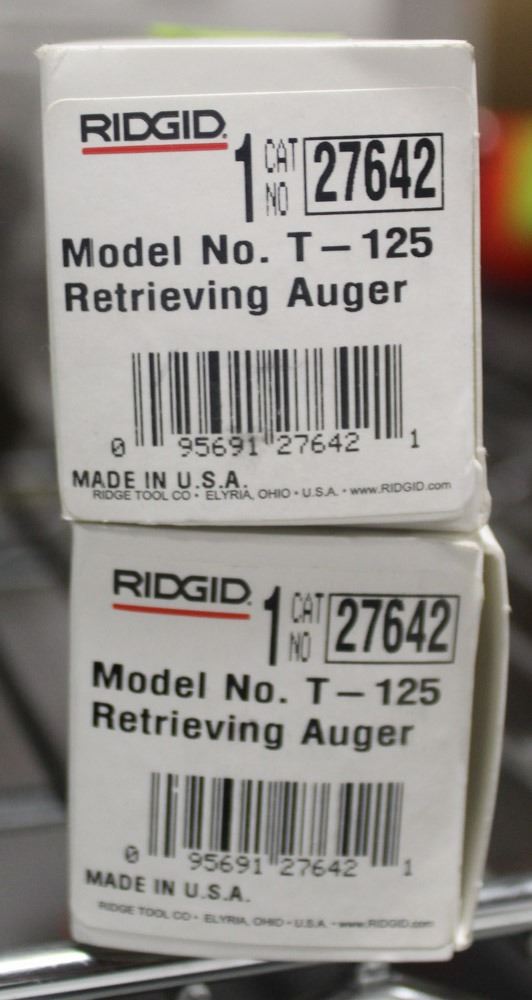 RIDGID.
1 CAT NO 27642
Model No. T-125
Retrieving Auger
0 95691 27642 1
MADE IN U.S.A.
RIDGE TOOL CO • ELYRIA, OHIO • U.S.A. • www.RIDGID.com
RIDGID.
1 CAT NO 27642
Model No. T-125
Retrieving Auger
0 95691 27642 1
MADE IN U.S.A.
RIDGE TOOL CO • ELYRIA, OHIO • U.S.A. • www.RIDGID.com